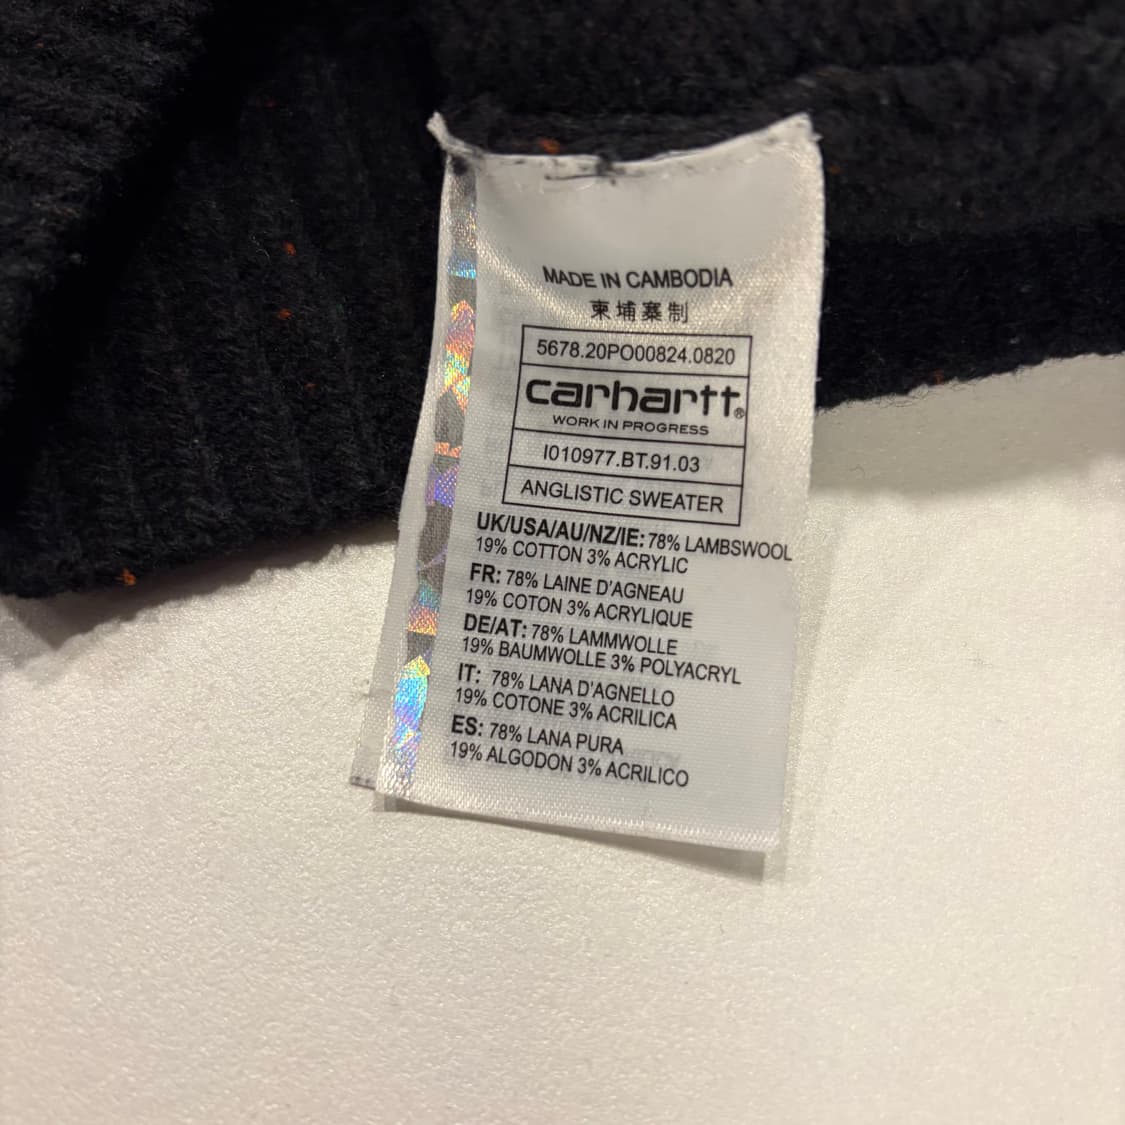 MADE IN CAMBODIA
柬埔寨制
5678.20PO00824.0820
carhartt®
WORK IN PROGRESS
I010977.BT.91.03
ANGLISTIC SWEATER
UK/USA/AU/NZ/IE: 78% LAMBSWOOL
19% COTTON 3% ACRYLIC
FR: 78% LAINE D'AGNEAU
19% COTON 3% ACRYLIQUE
DE/AT: 78% LAMMWOLLE
19% BAUMWOLLE 3% POLYACRYL
IT: 78% LANA D'AGNELLO
19% COTONE 3% ACRILICA
ES: 78% LANA PURA
19% ALGODON 3% ACRILICO